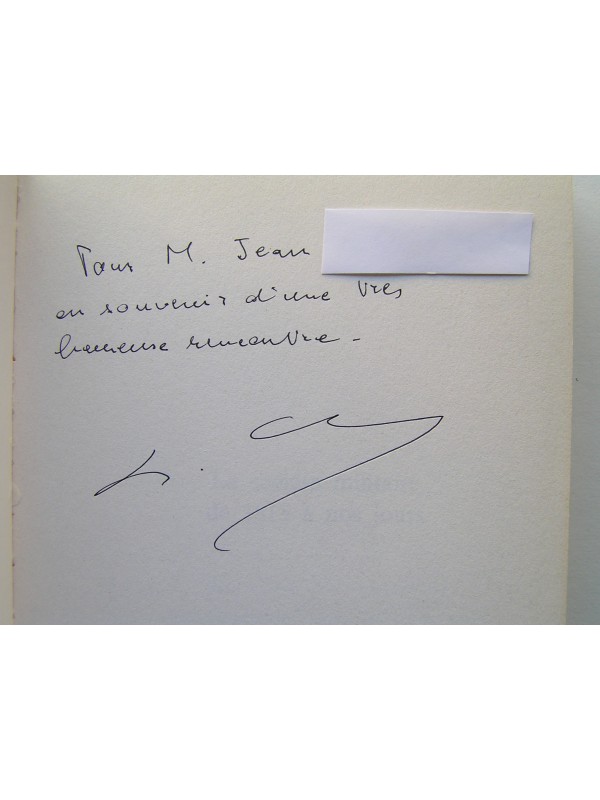 Pour M. Jean
en souvenir d'une très
heureuse rencontre -